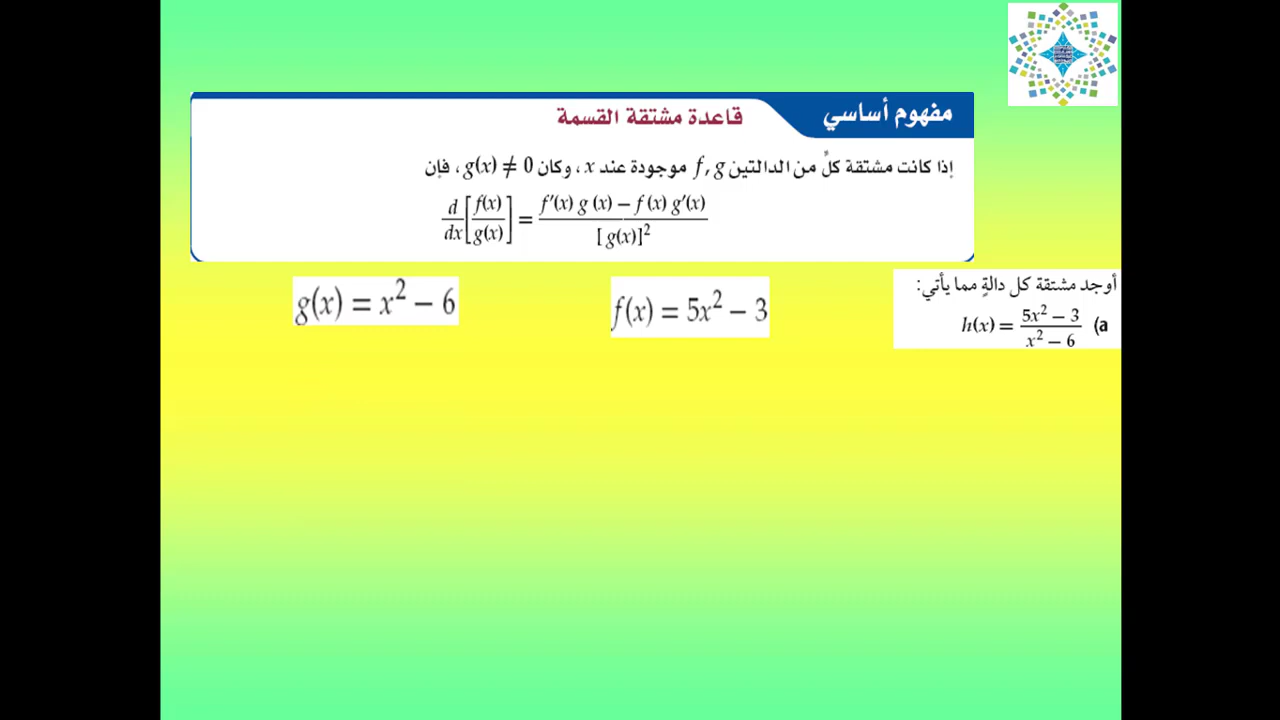 مفهوم أساسي قاعدة مشتقة القسمة
إذا كانت مشتقة كلٍّ من الدالتين f, g موجودة عند x ، وكان g(x) ≠ 0 ، فإن
d/dx [f(x)/g(x)] = (f′(x) g(x) − f(x) g′(x)) / [g(x)]²
أوجد مشتقة كل دالةٍ مما يأتي:
(a h(x) = (5x² − 3)/(x² − 6)
f(x) = 5x² − 3
g(x) = x² − 6